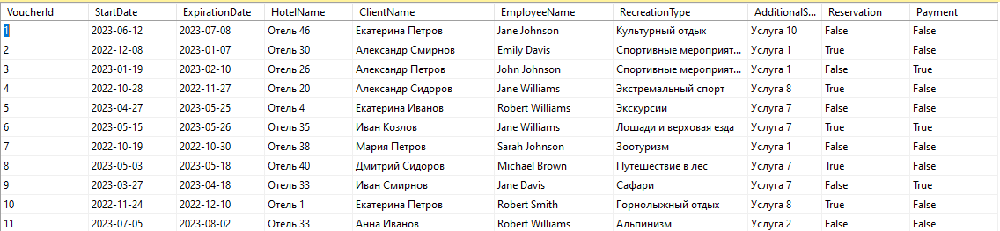 VoucherId StartDate ExpirationDate HotelName ClientName EmployeeName RecreationType AdditionalS... Reservation Payment
1 2023-06-12 2023-07-08 Отель 46 Екатерина Петров Jane Johnson Культурный отдых Услуга 10 False False
2 2022-12-08 2023-01-07 Отель 30 Александр Смирнов Emily Davis Спортивные мероприят... Услуга 1 True False
3 2023-01-19 2023-02-10 Отель 26 Александр Петров John Johnson Спортивные мероприят... Услуга 1 False True
4 2022-10-28 2022-11-27 Отель 20 Александр Сидоров Jane Williams Экстремальный спорт Услуга 8 True False
5 2023-04-27 2023-05-25 Отель 4 Екатерина Иванов Robert Williams Экскурсии Услуга 7 False False
6 2023-05-15 2023-05-26 Отель 35 Иван Козлов Jane Williams Лошади и верховая езда Услуга 7 True True
7 2022-10-19 2022-10-30 Отель 38 Мария Петров Sarah Johnson Зоотуризм Услуга 1 False False
8 2023-05-03 2023-05-18 Отель 40 Дмитрий Сидоров Michael Brown Путешествие в лес Услуга 7 True False
9 2023-03-27 2023-04-18 Отель 33 Иван Смирнов Jane Davis Сафари Услуга 7 False True
10 2022-11-24 2022-12-10 Отель 1 Екатерина Петров Robert Smith Горнолыжный отдых Услуга 8 True False
11 2023-07-05 2023-08-02 Отель 33 Анна Иванов Robert Williams Альпинизм Услуга 2 False False